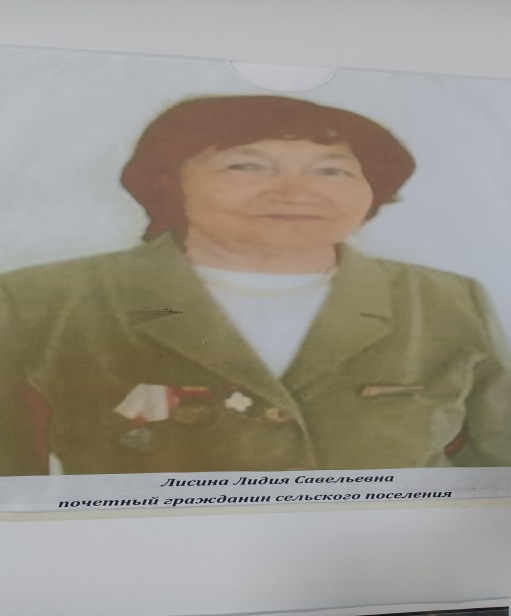 Лисина Лидия Савельевна
почетный гражданин сельского поселения